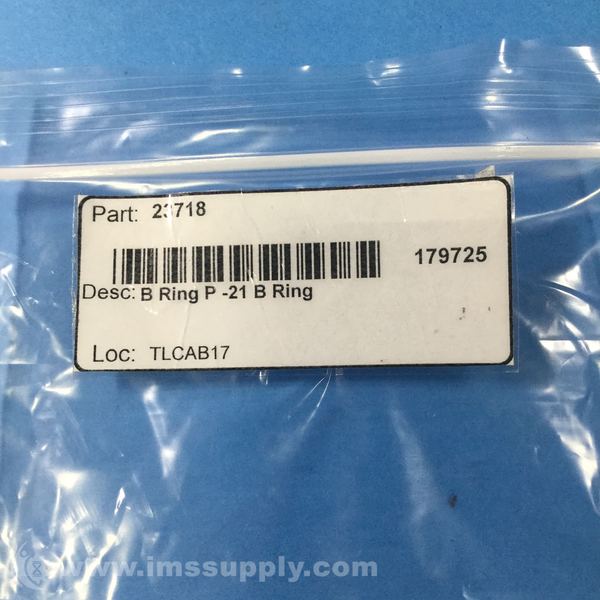 Part: 23718
179725
Desc: B Ring P -21 B Ring
Loc: TLCAB17
www.imssupply.com